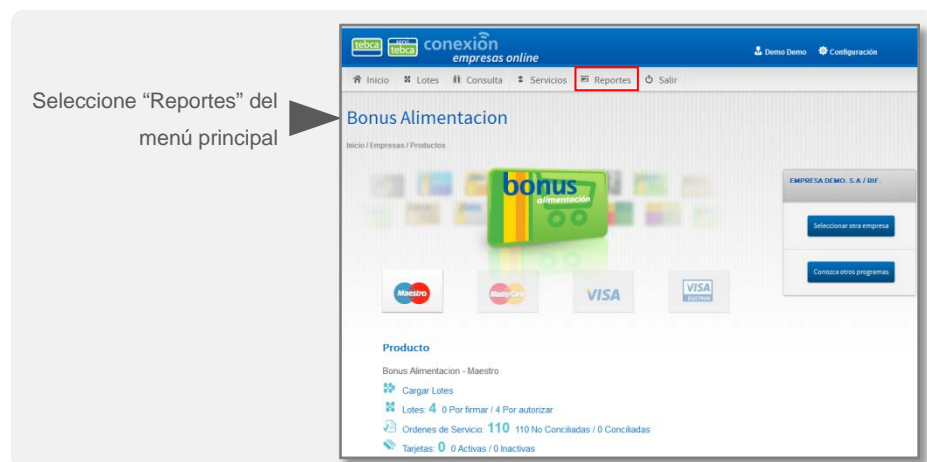 Seleccione “Reportes” del
menú principal
tebca tebca conexión
empresas online
Demo Demo Configuración
Inicio Lotes Consulta Servicios Reportes Salir
Bonus Alimentacion
Inicio / Empresas / Productos
bonus
alimentación
EMPRESA DEMO. S.A / RIF.
Seleccionar otra empresa
Conozca otros programas
Maestro MasterCard VISA VISA
Producto
Bonus Alimentacion - Maestro
Cargar Lotes
Lotes: 4 0 Por firmar / 4 Por autorizar
Ordenes de Servicio: 110 110 No Conciliadas / 0 Conciliadas
Tarjetas: 0 0 Activas / 0 Inactivas